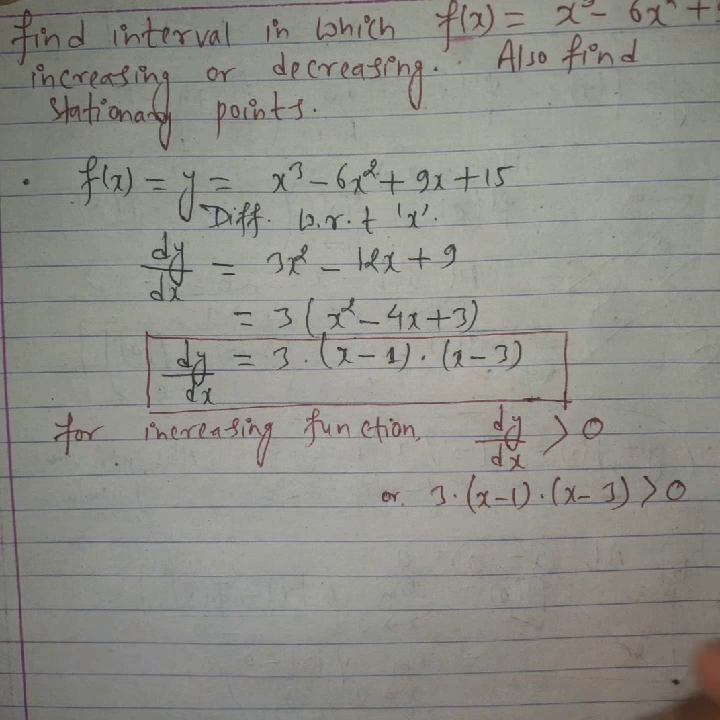 find interval in which f(x) = x³ - 6x² +
increasing or decreasing. Also find
stationary points.
f(x) = y = x³ - 6x² + 9x + 15
Diff. w.r.t 'x'.
dy/dx = 3x² - 12x + 9
= 3(x² - 4x + 3)
dy/dx = 3 · (x - 1) · (x - 3)
for increasing function, dy/dx > 0
or. 3 · (x - 1) · (x - 3) > 0